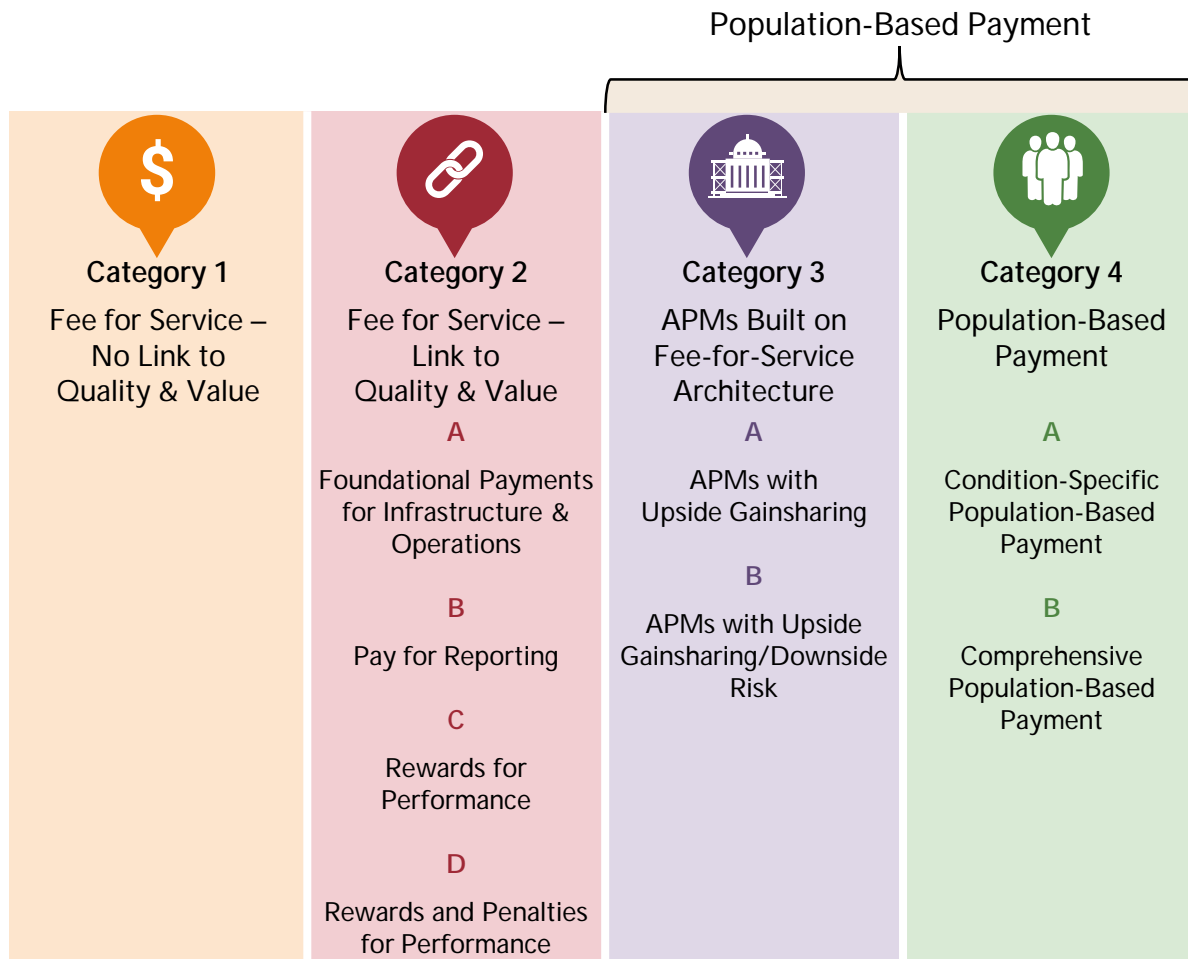 Population-Based Payment
$
Category 1
Fee for Service –
No Link to
Quality & Value
Category 2
Fee for Service –
Link to
Quality & Value
A
Foundational Payments
for Infrastructure &
Operations
B
Pay for Reporting
C
Rewards for
Performance
D
Rewards and Penalties
for Performance
Category 3
APMs Built on
Fee-for-Service
Architecture
A
APMs with
Upside Gainsharing
B
APMs with Upside
Gainsharing/Downside
Risk
Category 4
Population-Based
Payment
A
Condition-Specific
Population-Based
Payment
B
Comprehensive
Population-Based
Payment